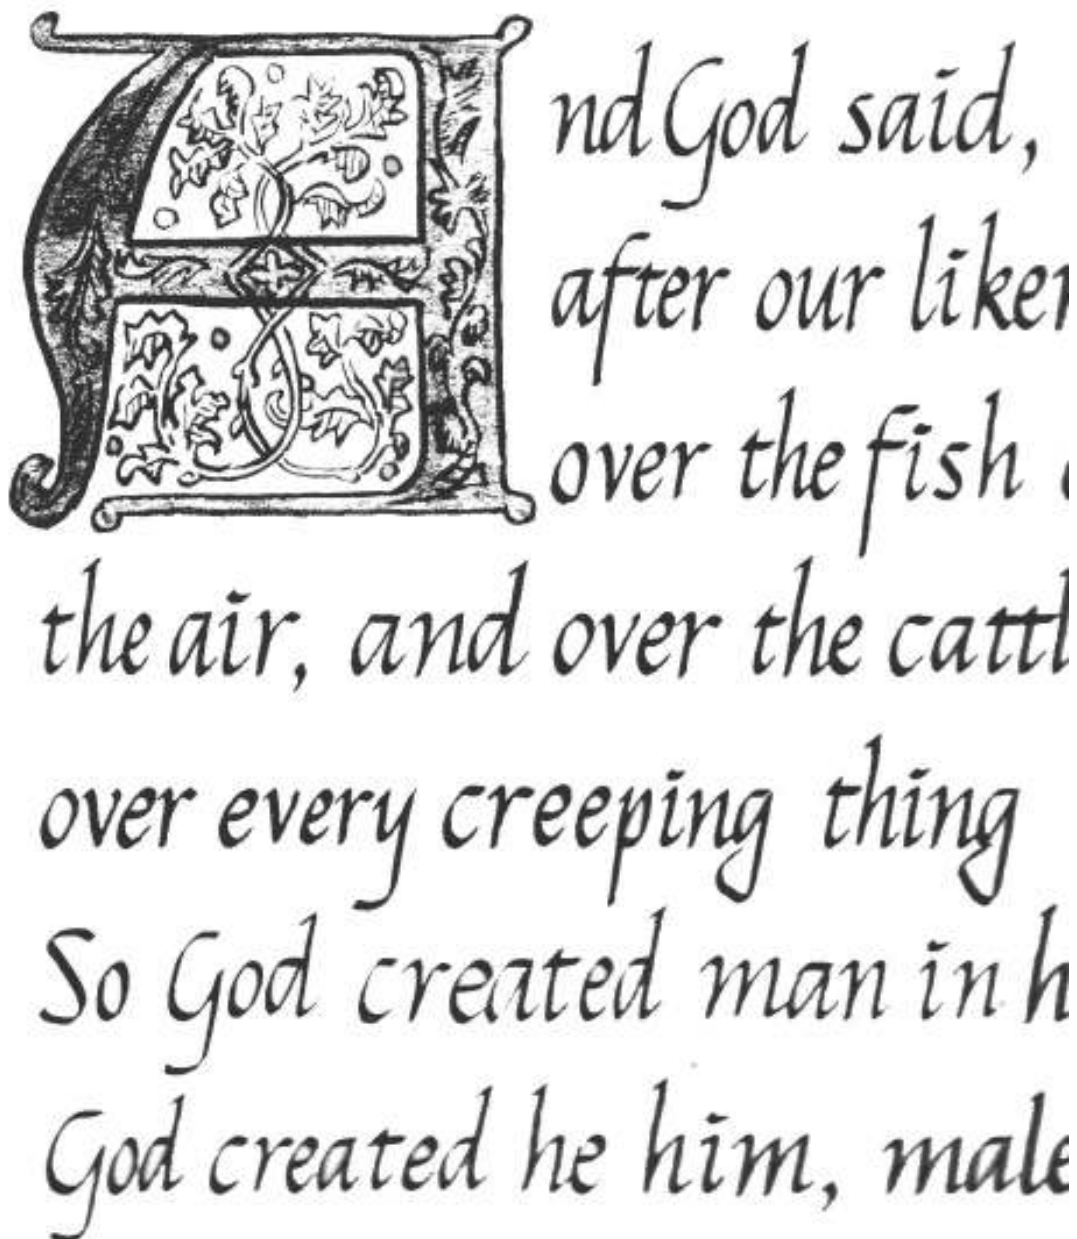 And God said,
after our liken
over the fish
the air, and over the cattl
over every creeping thing
So God created man in h
God created he him, male